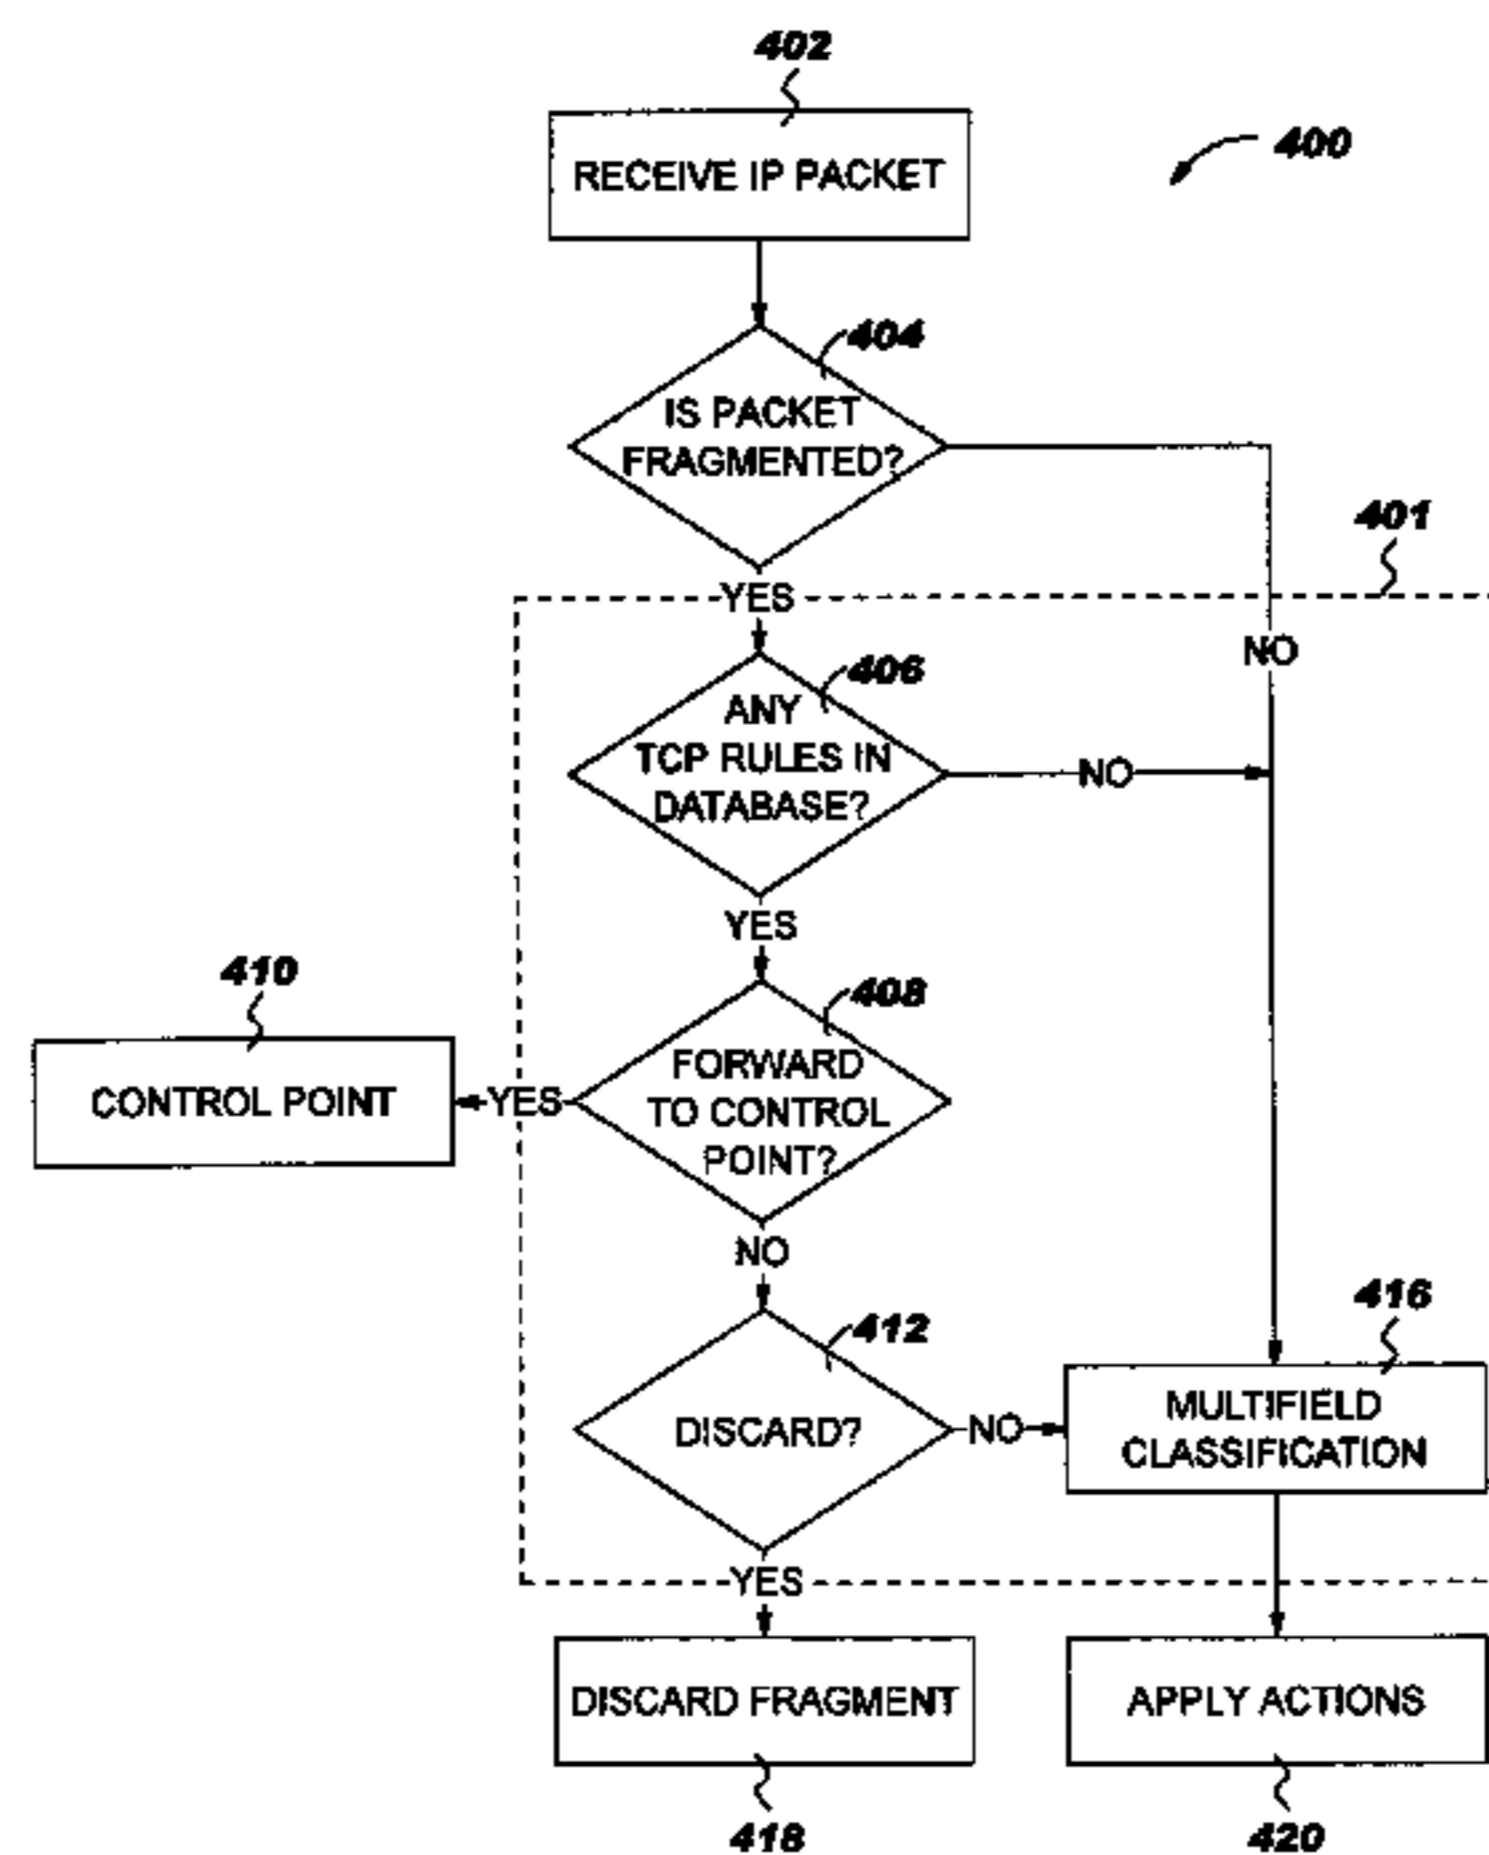 402
RECEIVE IP PACKET
400
404
IS PACKET
FRAGMENTED?
401
YES
NO
406
ANY
TCP RULES IN
DATABASE?
NO
YES
410
408
CONTROL POINT
YES
FORWARD
TO CONTROL
POINT?
NO
412
416
DISCARD?
NO
MULTIFIELD
CLASSIFICATION
YES
DISCARD FRAGMENT
APPLY ACTIONS
418
420